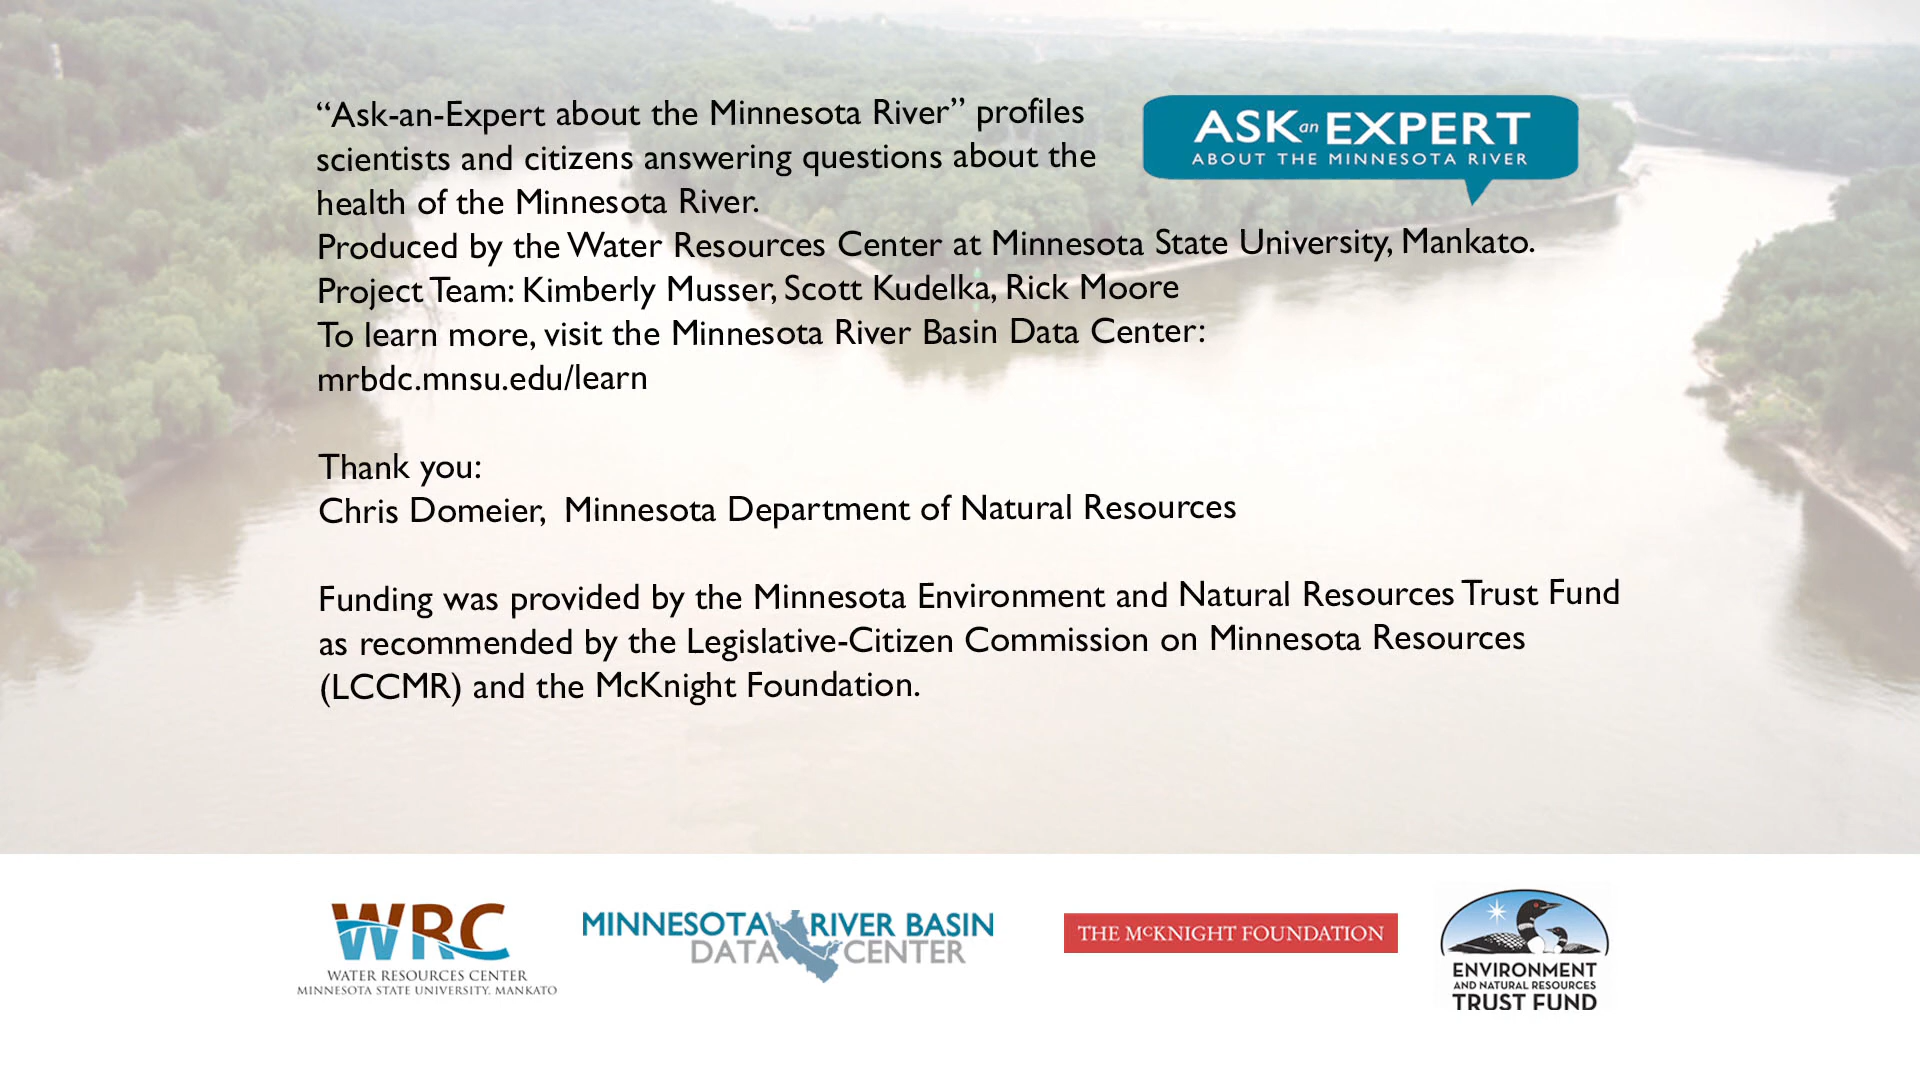 “Ask-an-Expert about the Minnesota River” profiles
scientists and citizens answering questions about the
health of the Minnesota River.
ASK an EXPERT
ABOUT THE MINNESOTA RIVER
Produced by the Water Resources Center at Minnesota State University, Mankato.
Project Team: Kimberly Musser, Scott Kudelka, Rick Moore
To learn more, visit the Minnesota River Basin Data Center:
mrbdc.mnsu.edu/learn
Thank you:
Chris Domeier,  Minnesota Department of Natural Resources
Funding was provided by the Minnesota Environment and Natural Resources Trust Fund
as recommended by the Legislative-Citizen Commission on Minnesota Resources
(LCCMR) and the McKnight Foundation.
WRC
WATER RESOURCES CENTER
MINNESOTA STATE UNIVERSITY, MANKATO
MINNESOTA RIVER BASIN
DATA CENTER
THE McKNIGHT FOUNDATION
ENVIRONMENT
AND NATURAL RESOURCES
TRUST FUND